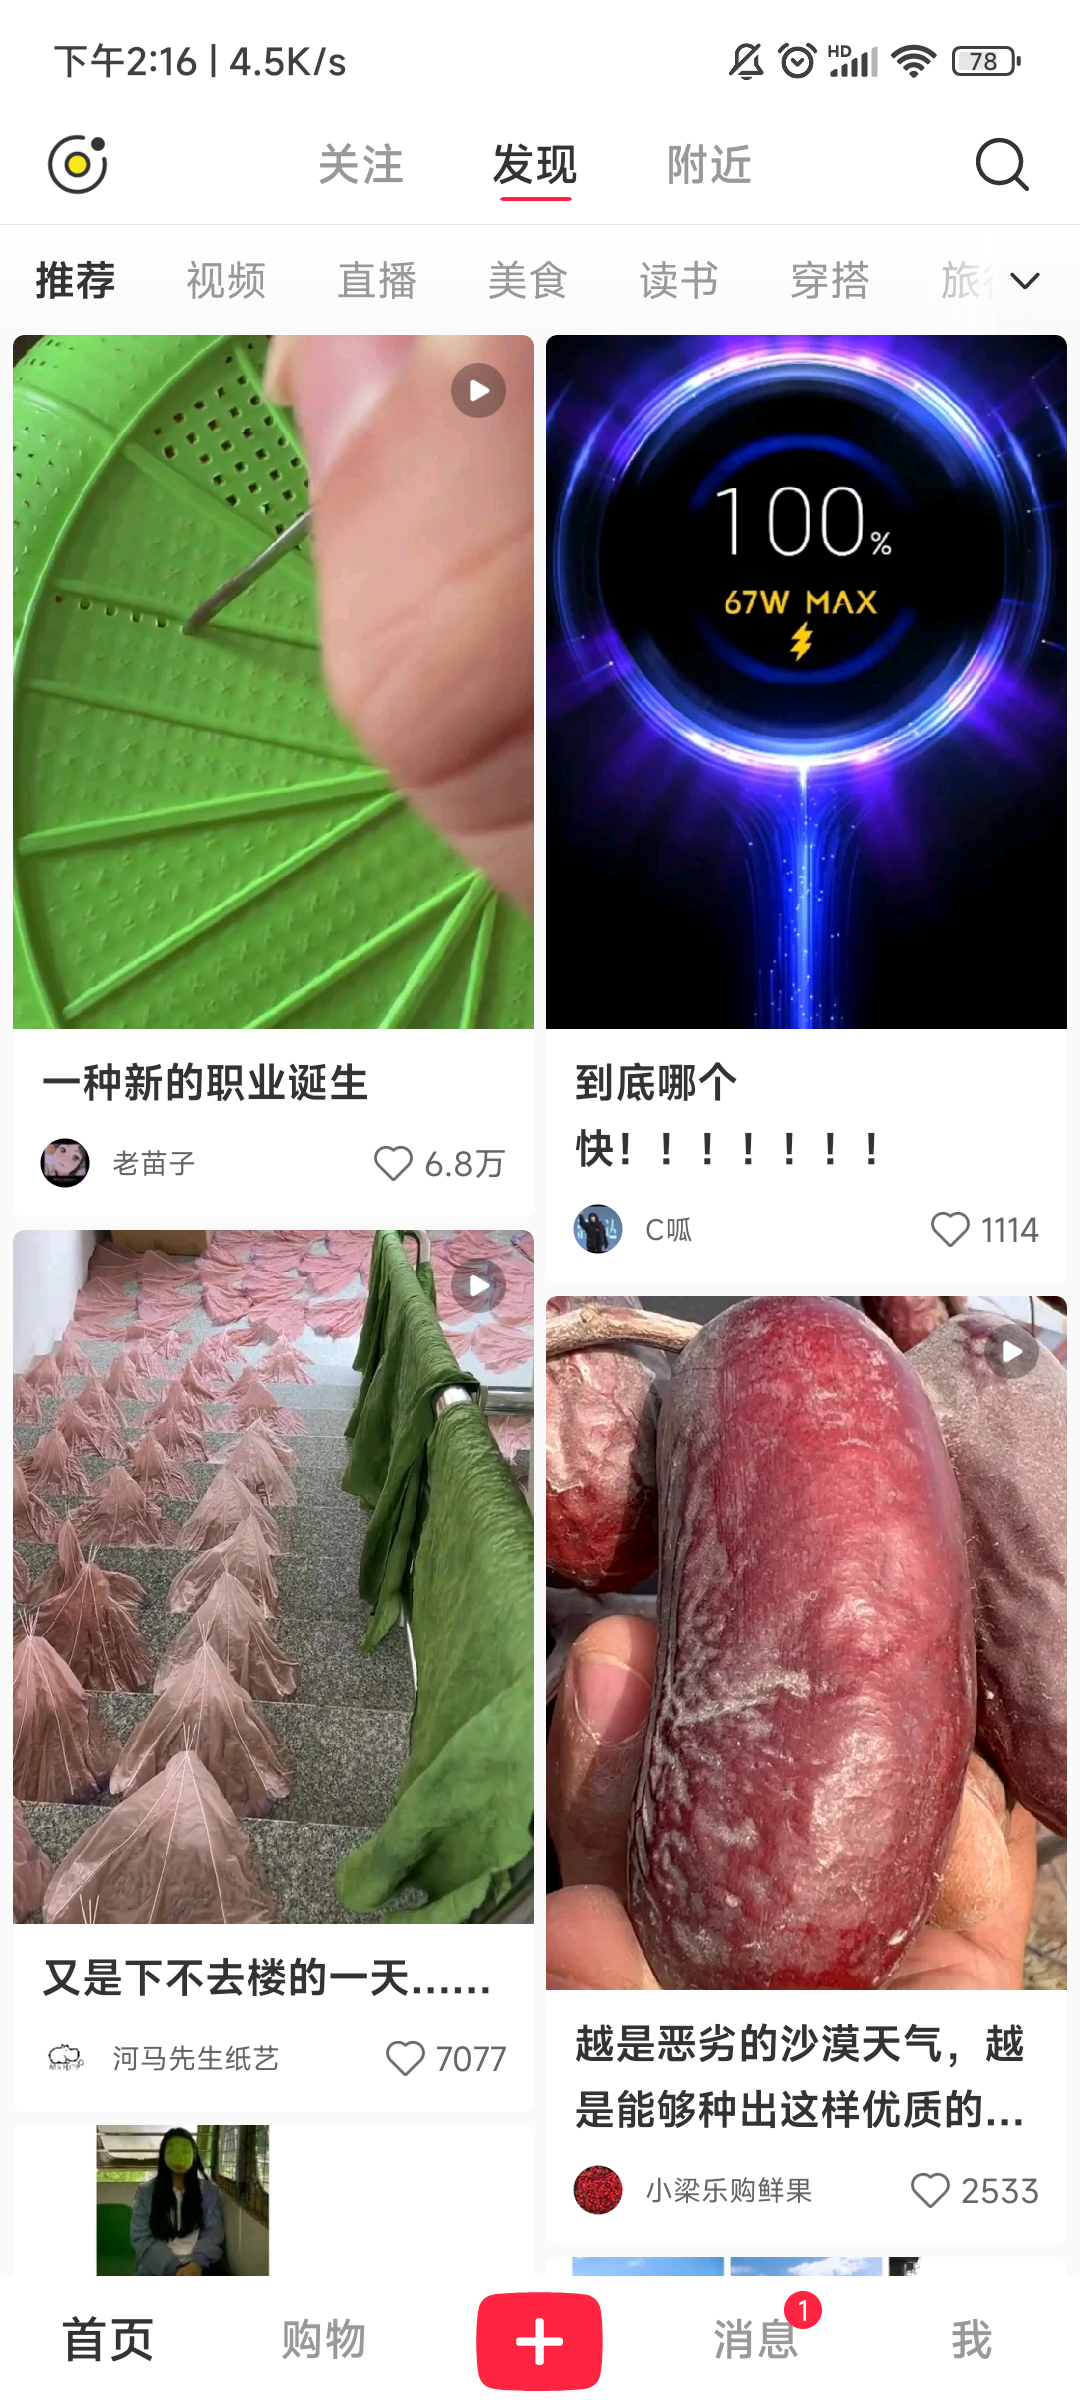 下午2:16 | 4.5K/s
HD
78
关注
发现
附近
推荐
视频
直播
美食
读书
穿搭
旅行
100%
67W MAX
一种新的职业诞生
老苗子
6.8万
到底哪个
快！！！！！！！
C呱
1114
又是下不去楼的一天......
河马先生纸艺
7077
越是恶劣的沙漠天气，越
是能够种出这样优质的...
小梁乐购鲜果
2533
首页
购物
消息
1
我